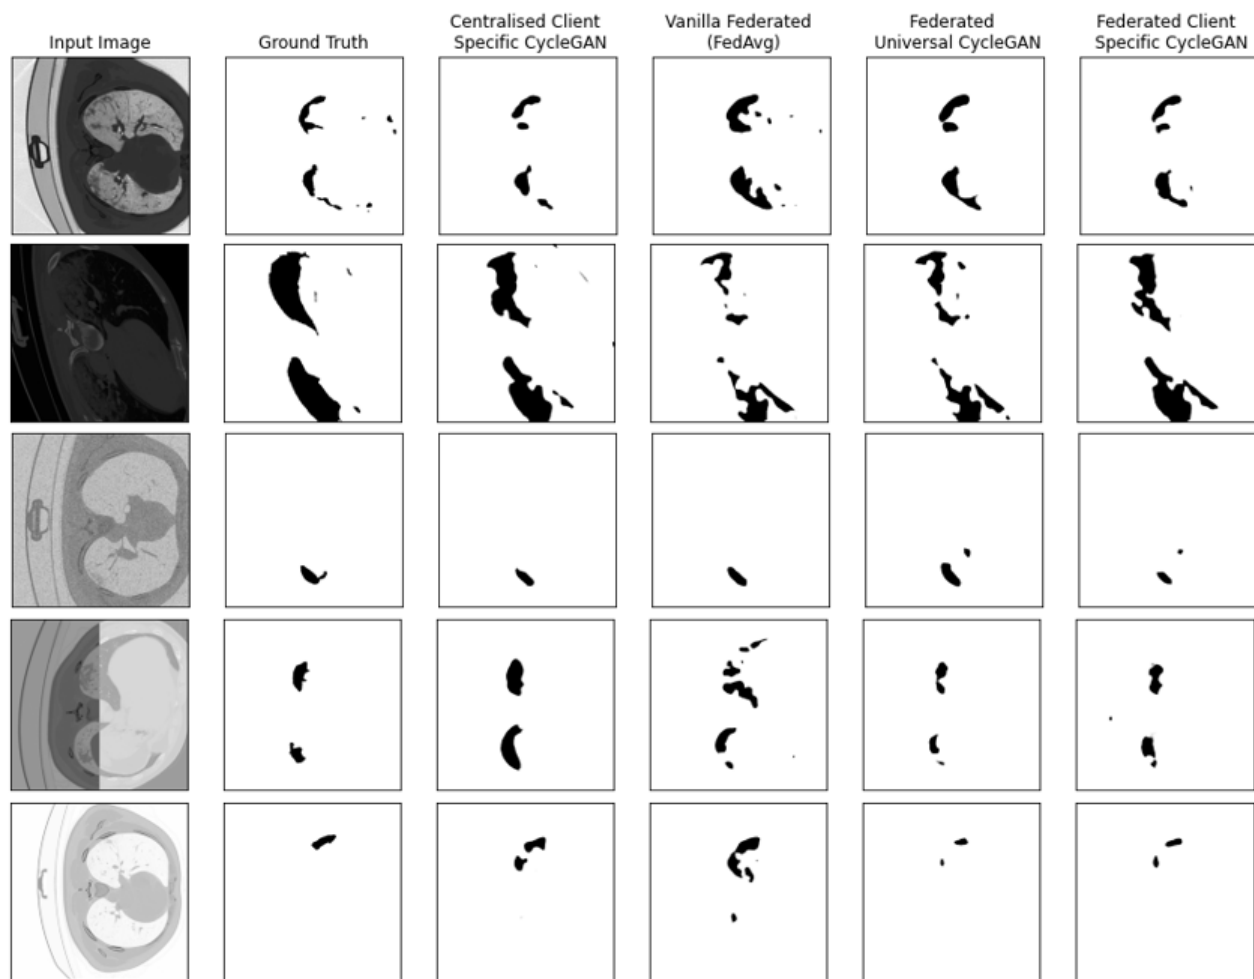 Input Image
Ground Truth
Centralised Client
Specific CycleGAN
Vanilla Federated
(FedAvg)
Federated
Universal CycleGAN
Federated Client
Specific CycleGAN